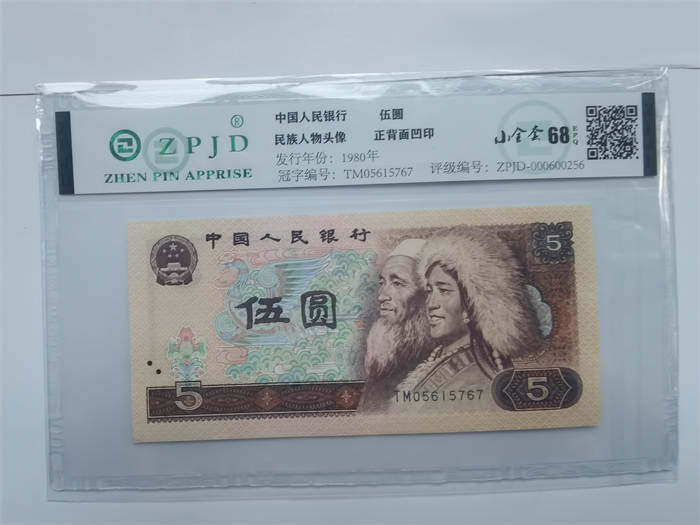 ZPJD
®
ZHEN PIN APPRISE
中国人民银行 伍圆
民族人物头像 正背面凹印
发行年份：1980年
冠字编号：TM05615767
68
EPQ
评级编号：ZPJD-000600256
中国人民银行
5
伍圆
5
TM05615767
5